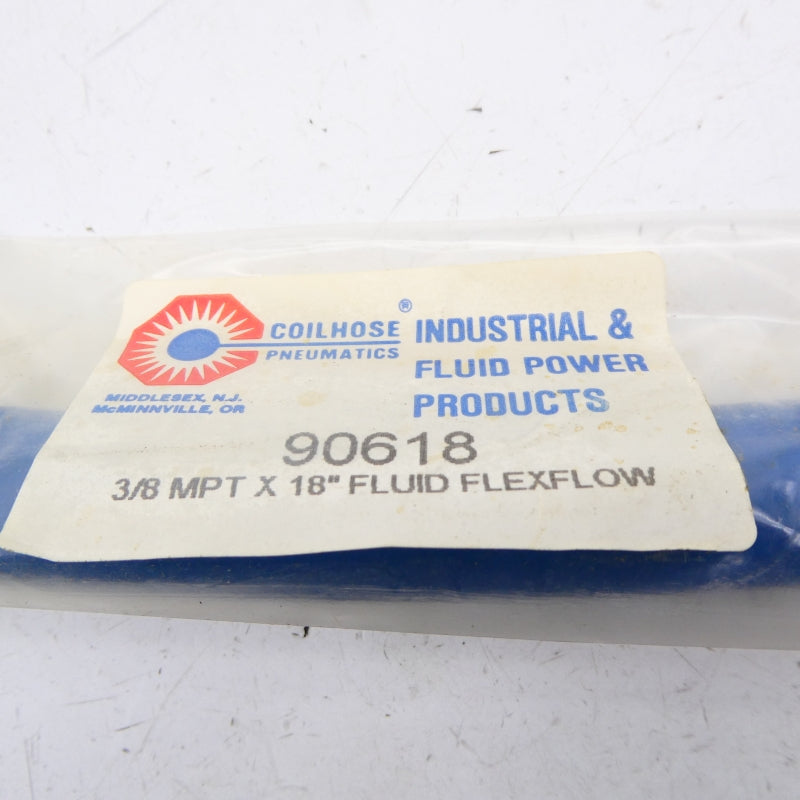 COILHOSE®
PNEUMATICS
MIDDLESEX, N.J.
McMINNVILLE, OR
INDUSTRIAL &
FLUID POWER
PRODUCTS
90618
3/8 MPT X 18" FLUID FLEXFLOW